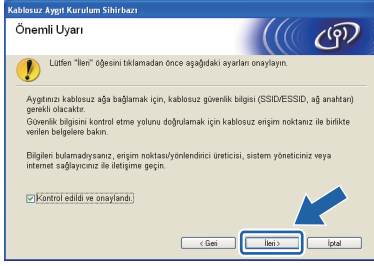 Kablosuz Aygıt Kurulum Sihirbazı
Önemli Uyarı
Lütfen "İleri" öğesini tıklamadan önce aşağıdaki ayarları onaylayın.
Aygıtınızı kablosuz ağa bağlamak için, kablosuz güvenlik bilgisi (SSID/ESSID, ağ anahtarı)
gerekli olacaktır.
Güvenlik bilgisini kontrol etme yolunu doğrulamak için kablosuz erişim noktanız ile birlikte
verilen belgelere bakın.
Bilgileri bulamadıysanız, erişim noktası/yönlendirici üreticisi, sistem yöneticiniz veya
internet sağlayıcınız ile iletişime geçin.
Kontrol edildi ve onaylandı.
< Geri
İleri >
İptal